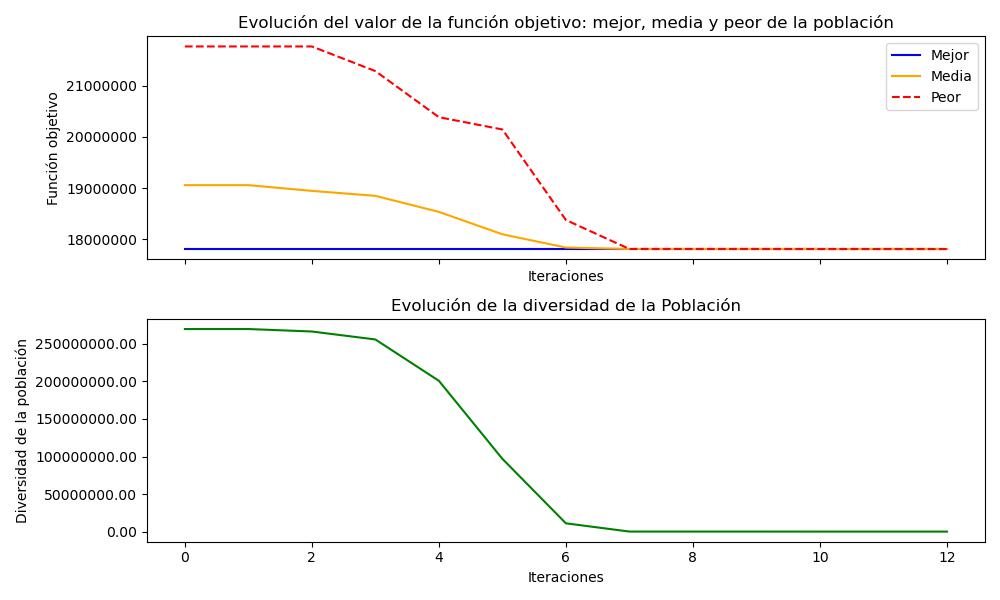 Evolución del valor de la función objetivo: mejor, media y peor de la población
Función objetivo
21000000
20000000
19000000
18000000
Mejor
Media
Peor
Iteraciones
Evolución de la diversidad de la Población
Diversidad de la población
250000000.00
200000000.00
150000000.00
100000000.00
50000000.00
0.00
0 2 4 6 8 10 12
Iteraciones